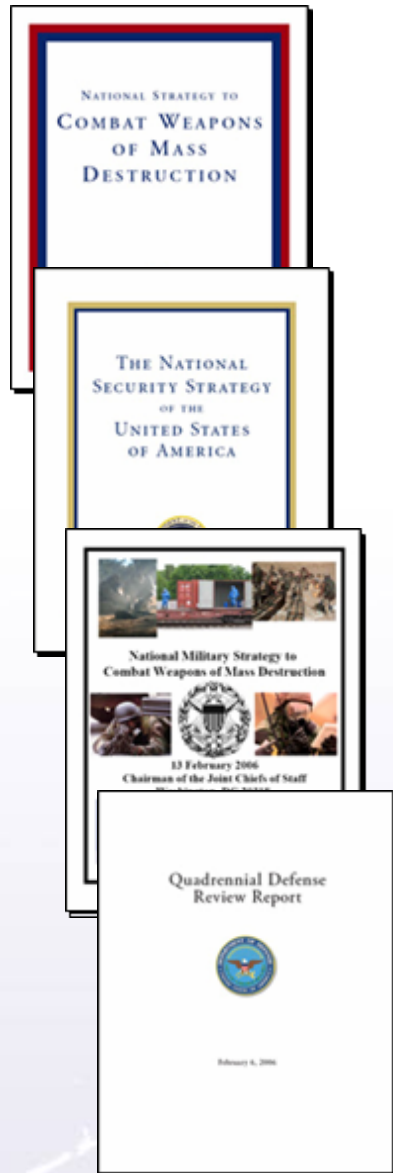 NATIONAL STRATEGY TO
COMBAT WEAPONS
OF MASS
DESTRUCTION
THE NATIONAL
SECURITY STRATEGY
OF THE
UNITED STATES
OF AMERICA
National Military Strategy to
Combat Weapons of Mass Destruction
13 February 2006
Chairman of the Joint Chiefs of Staff
Quadrennial Defense
Review Report
February 6, 2006